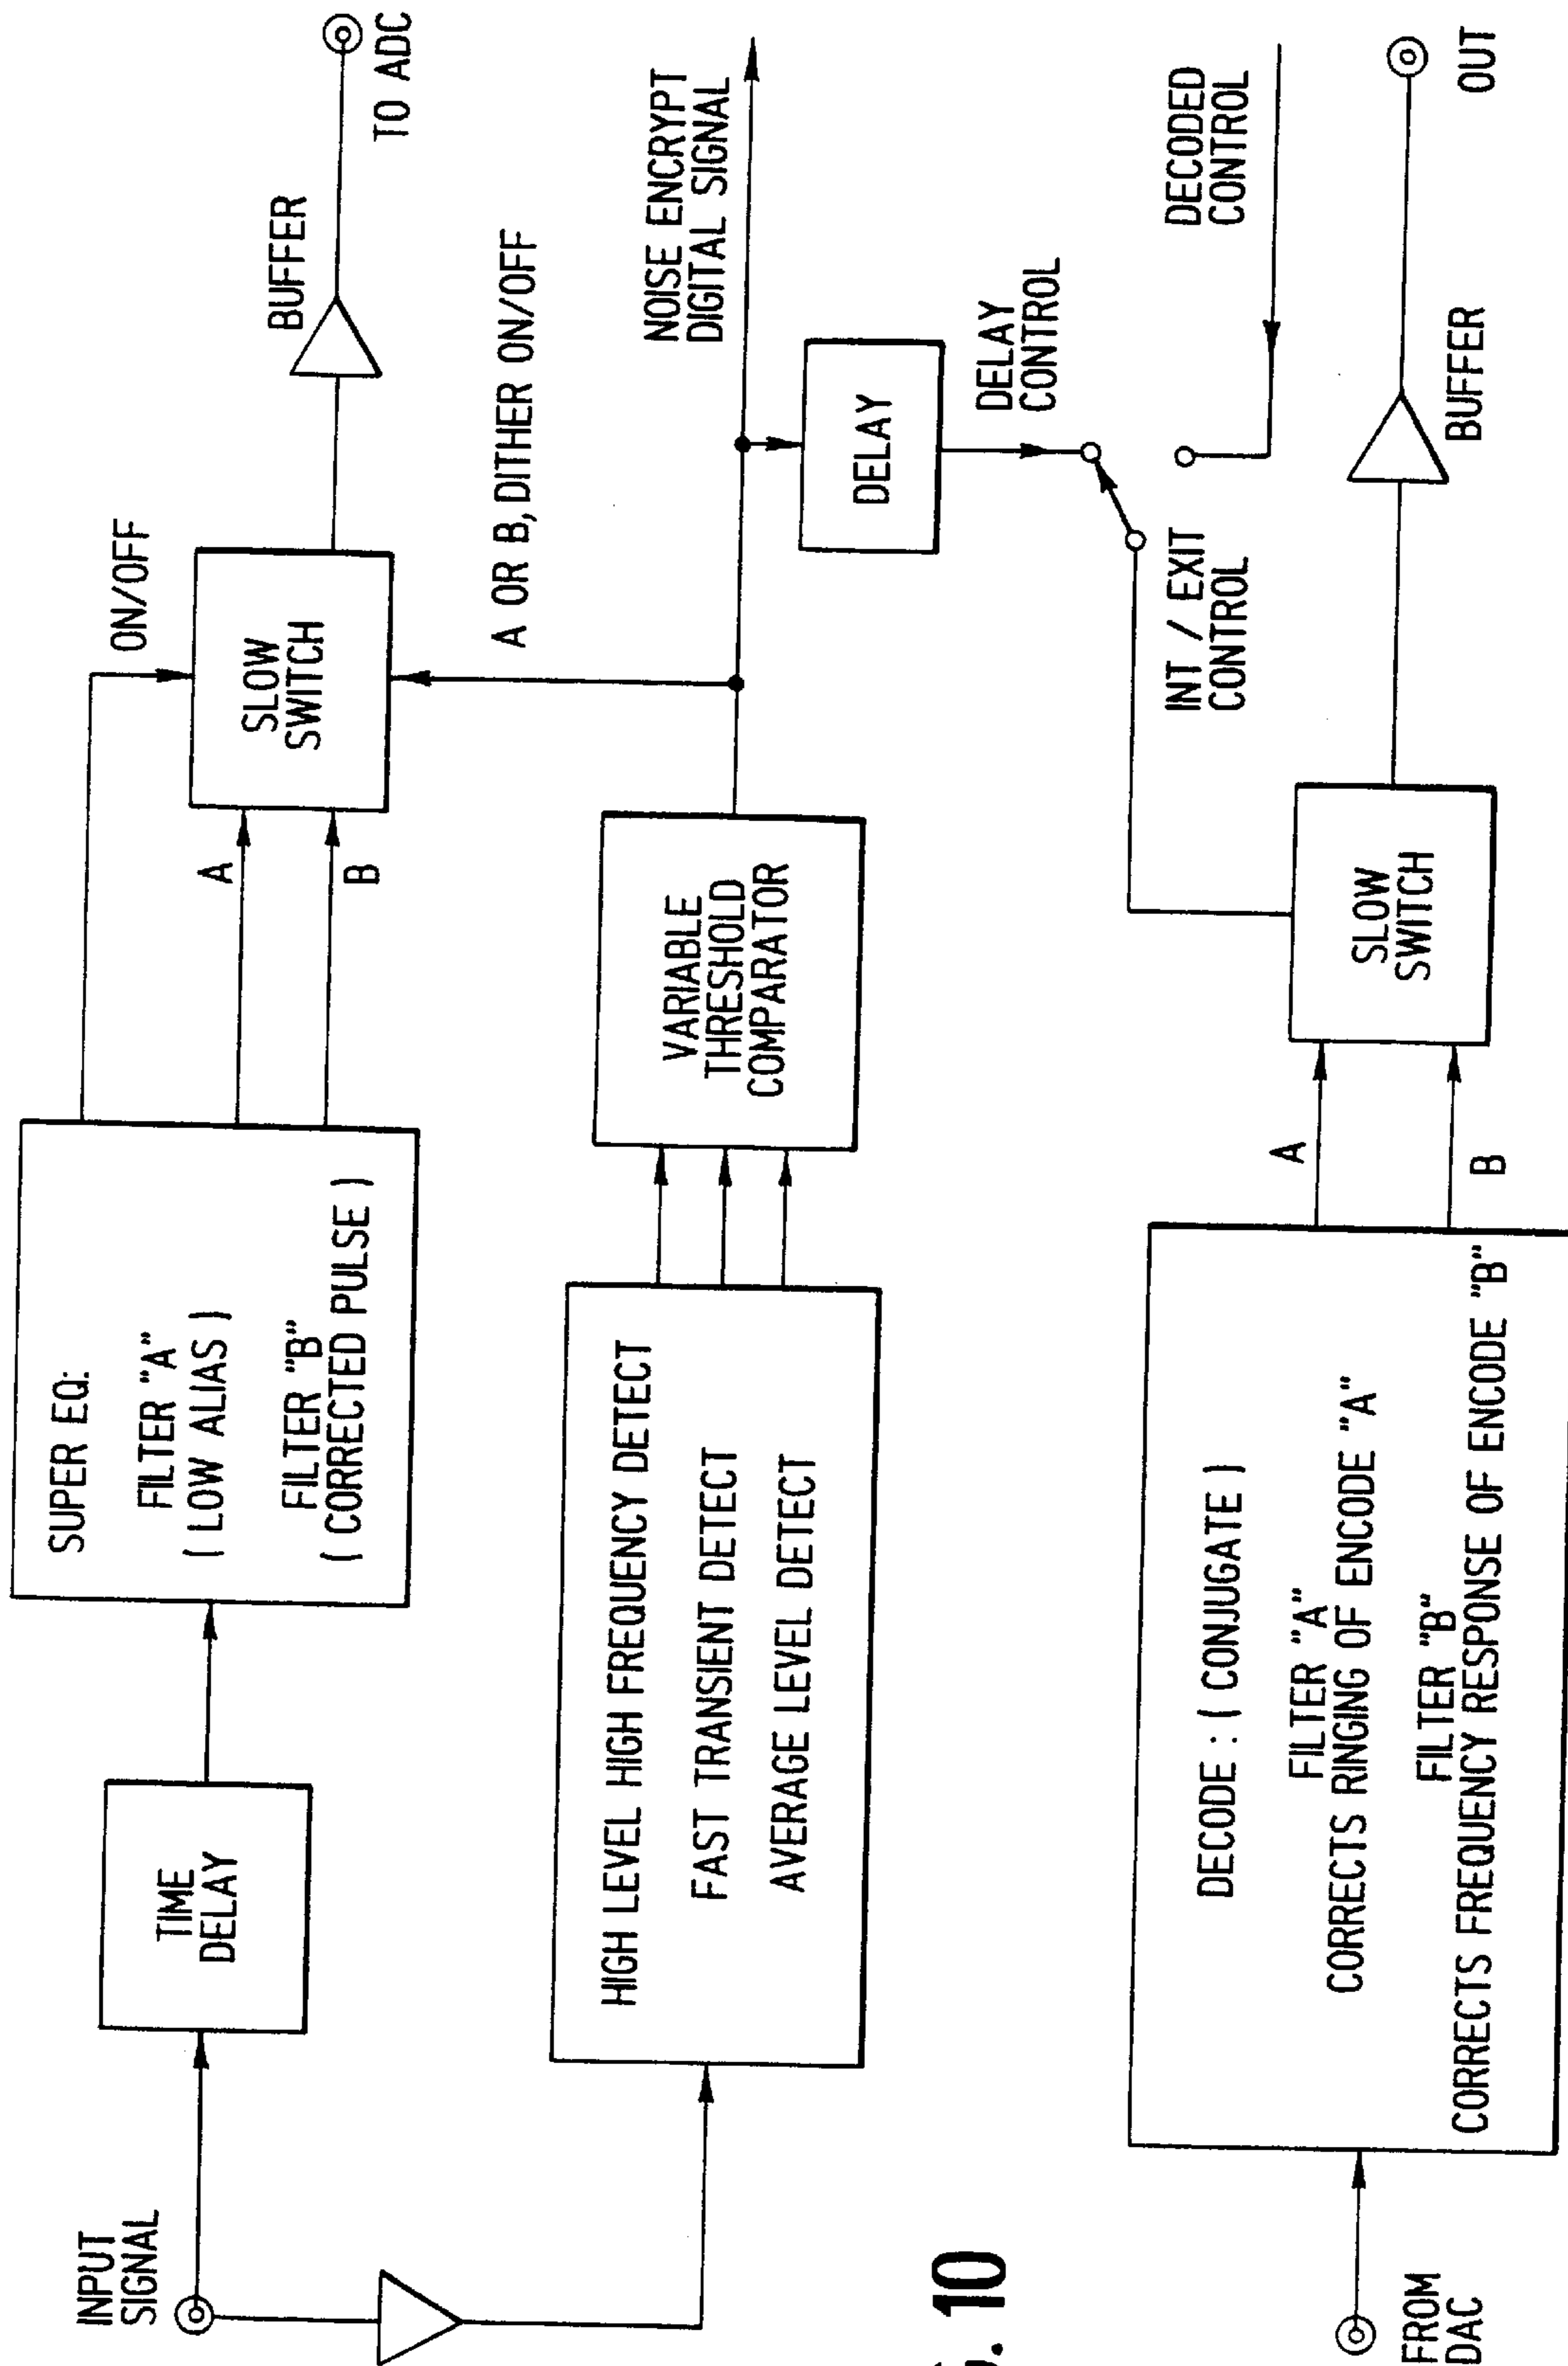 INPUT
SIGNAL
TIME
DELAY
SUPER EQ:
FILTER "A"
( LOW ALIAS )
FILTER "B"
( CORRECTED PULSE )
A
B
ON/OFF
SLOW
SWITCH
BUFFER
TO ADC
HIGH LEVEL HIGH FREQUENCY DETECT
FAST TRANSIENT DETECT
AVERAGE LEVEL DETECT
VARIABLE
THRESHOLD
COMPARATOR
A OR B, DITHER ON/OFF
NOISE ENCRYPT
DIGITAL SIGNAL
DELAY
DELAY
CONTROL
INT / EXIT
CONTROL
DECODED
CONTROL
10
FROM
DAC
DECODE : ( CONJUGATE )
FILTER "A"
CORRECTS RINGING OF ENCODE "A"
FILTER "B"
CORRECTS FREQUENCY RESPONSE OF ENCODE "B"
A
B
SLOW
SWITCH
BUFFER
OUT